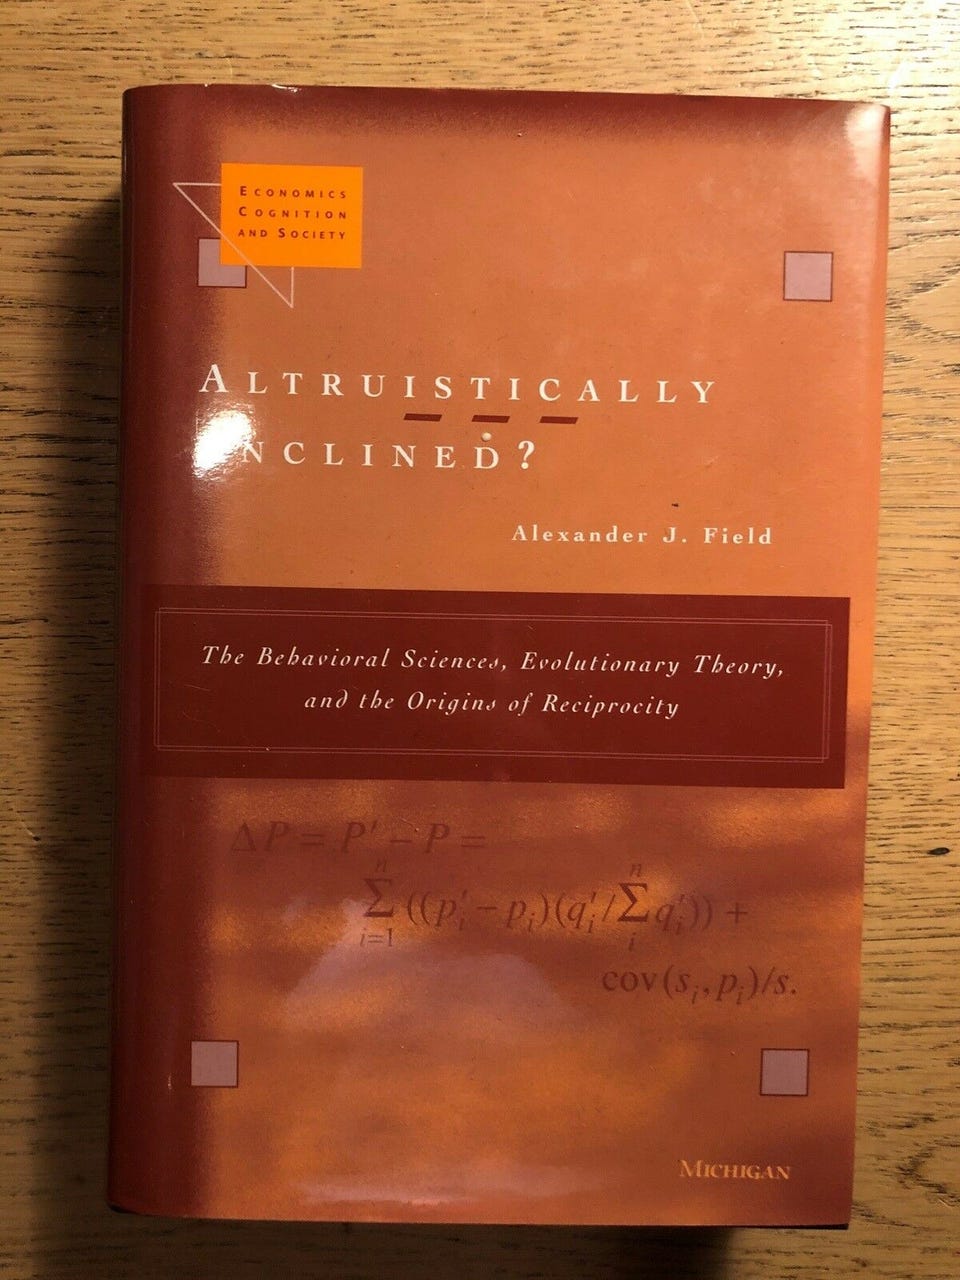 ECONOMICS
COGNITION
AND SOCIETY
ALTRUISTICALLY
INCLINED?
Alexander J. Field
The Behavioral Sciences, Evolutionary Theory,
and the Origins of Reciprocity
ΔP = P′ – P =
n
Σ
i=1
((p′ᵢ – pᵢ)(q′ᵢ/
n
Σ
i
q′ᵢ)) +
cov(sᵢ, pᵢ)/s.
MICHIGAN